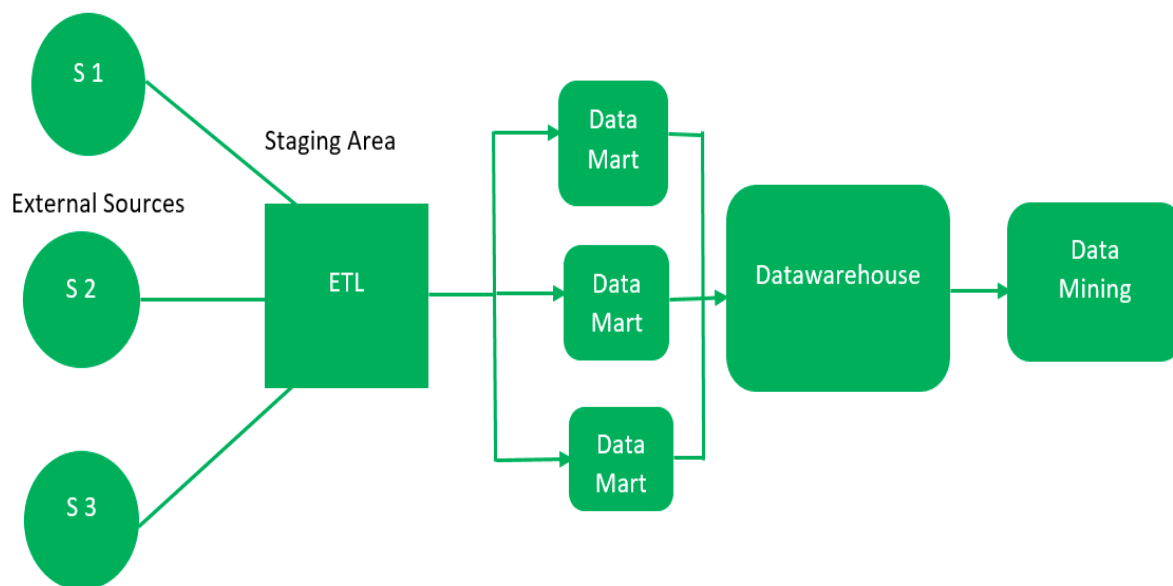 S 1
Staging Area
External Sources
S 2
S 3
ETL
Data
Mart
Data
Mart
Data
Mart
Datawarehouse
Data
Mining